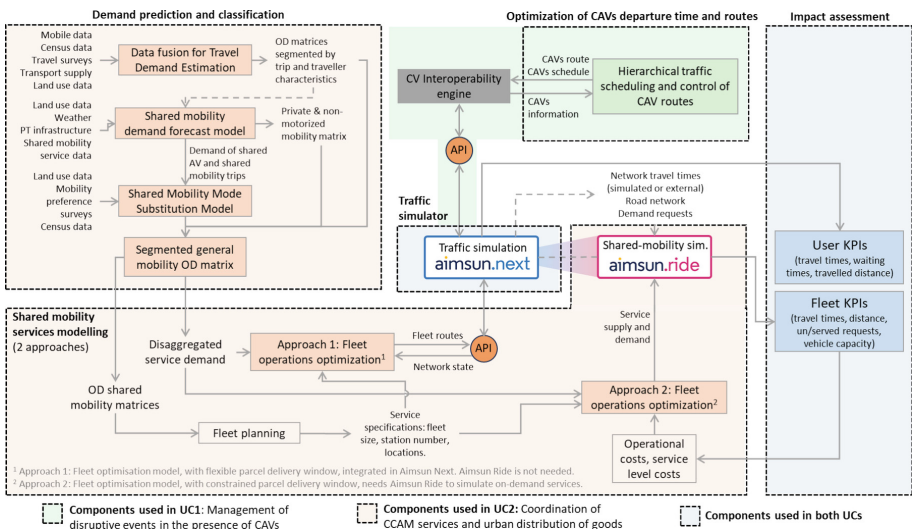 Demand prediction and classification
Mobile data
Census data
Travel surveys
Transport supply
Land use data
Data fusion for Travel
Demand Estimation
OD matrices
segmented by
trip and traveller
characteristics
Land use data
Weather
PT infrastructure
Shared mobility
service data
Shared mobility
demand forecast model
Private & non-
motorized
mobility matrix
Demand of shared
AV and shared
mobility trips
Land use data
Mobility
preference
surveys
Census data
Shared Mobility Mode
Substitution Model
Segmented general
mobility OD matrix
Optimization of CAVs departure time and routes
CV Interoperability
engine
CAVs route
CAVs schedule
CAVs
information
Hierarchical traffic
scheduling and control of
CAV routes
API
Impact assessment
Traffic
simulator
Network travel times
(simulated or external)
Road network
Demand requests
Traffic simulation
aimsun.next
Shared-mobility sim.
aimsun.ride
User KPIs
(travel times, waiting
times, travelled distance)
Fleet KPIs
(travel times, distance,
un/served requests,
vehicle capacity)
Shared mobility
services modelling
(2 approaches)
Disaggregated
service demand
Approach 1: Fleet
operations optimization1
Fleet routes
Network state
API
Service
supply and
demand
OD shared
mobility matrices
Approach 2: Fleet
operations optimization2
Fleet planning
Service
specifications: fleet
size, station number,
locations.
Operational
costs, service
level costs
1 Approach 1: Fleet optimisation model, with flexible parcel delivery window, integrated in Aimsun Next. Aimsun Ride is not needed.
2 Approach 2: Fleet optimisation model, with constrained parcel delivery window, needs Aimsun Ride to simulate on-demand services.
Components used in UC1: Management of
disruptive events in the presence of CAVs
Components used in UC2: Coordination of
CCAM services and urban distribution of goods
Components used in both UCs